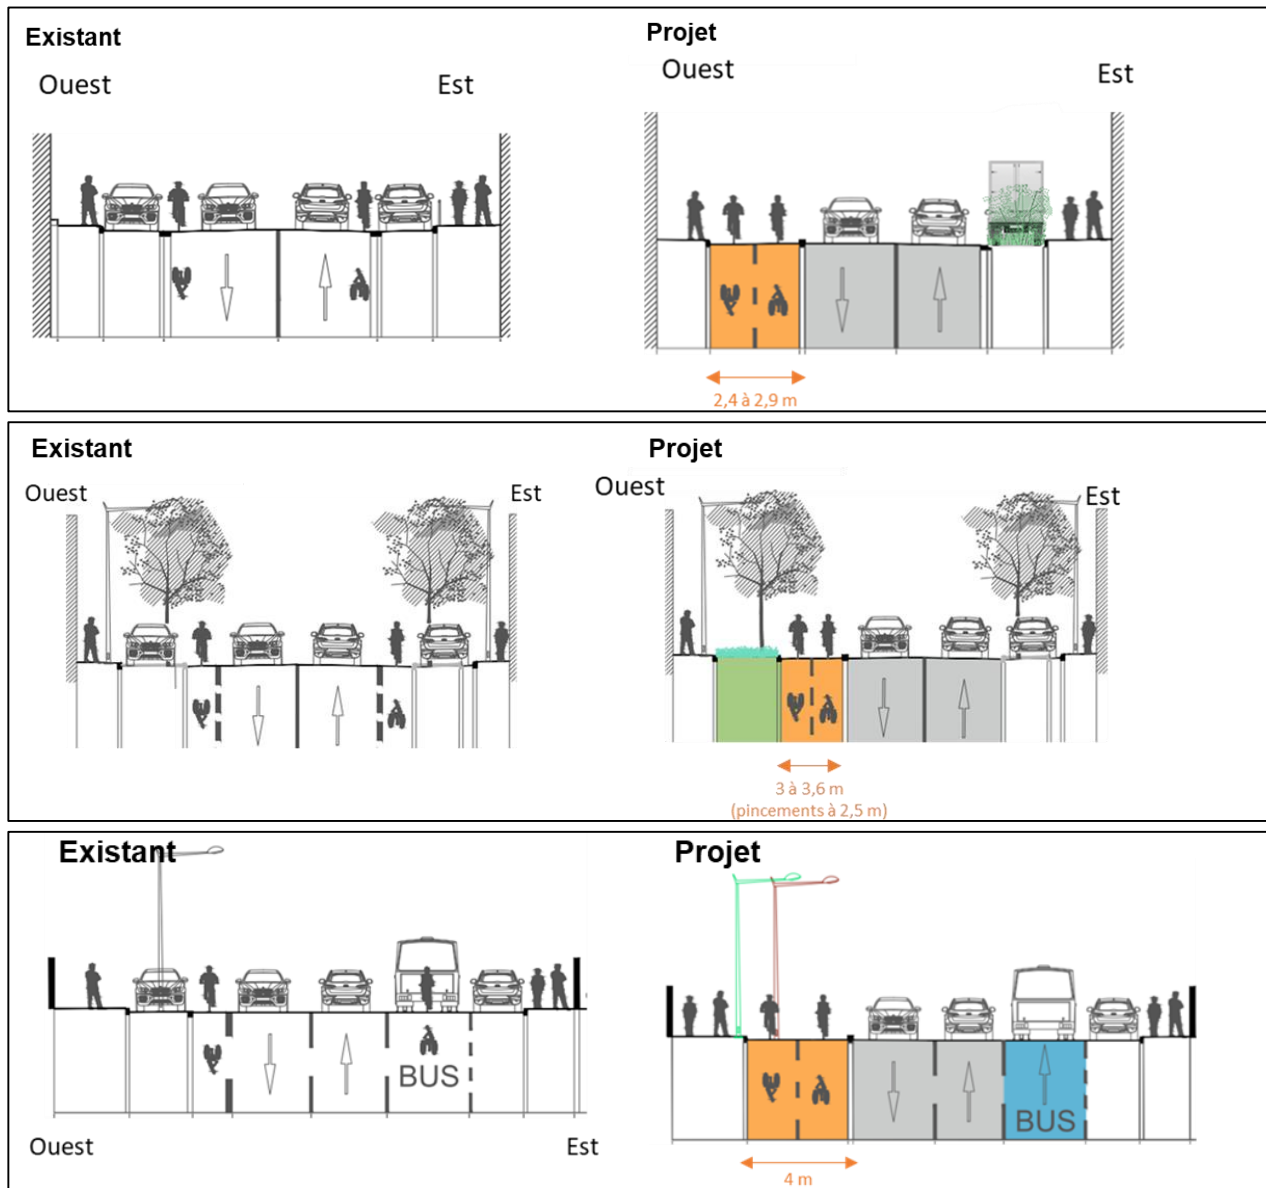 Existant
Projet
Ouest
Est
Ouest
Est
2,4 à 2,9 m
Existant
Projet
Ouest
Est
Ouest
Est
3 à 3,6 m
(pincements à 2,5 m)
Existant
Projet
BUS
BUS
Ouest
Est
4 m